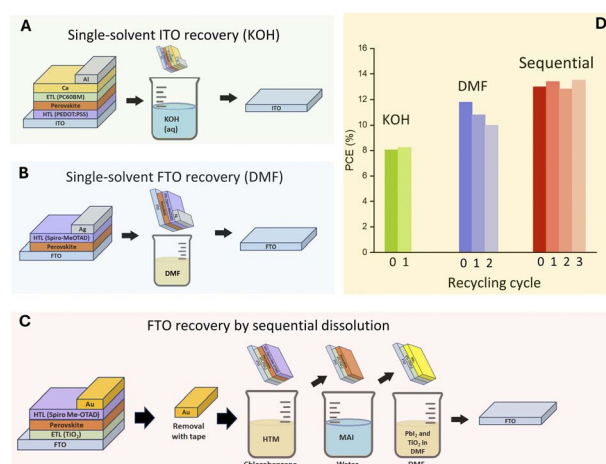 A
Single-solvent ITO recovery (KOH)
Al
Ca
ETL (PC60BM)
Perovskite
HTL (PEDOT:PSS)
ITO
KOH
(aq)
ITO
B
Single-solvent FTO recovery (DMF)
Ag
HTL (Spiro-MeOTAD)
Perovskite
FTO
DMF
FTO
D
PCE (%)
16
14
12
10
8
6
4
2
0
KOH
DMF
Sequential
0 1
0 1 2
0 1 2 3
Recycling cycle
C
FTO recovery by sequential dissolution
Au
HTL (Spiro Me-OTAD)
Perovskite
ETL (TiO2)
FTO
Au
Removal
with tape
HTM
MAI
Water
PbI2 and
TiO2 in
DMF
DMF
FTO